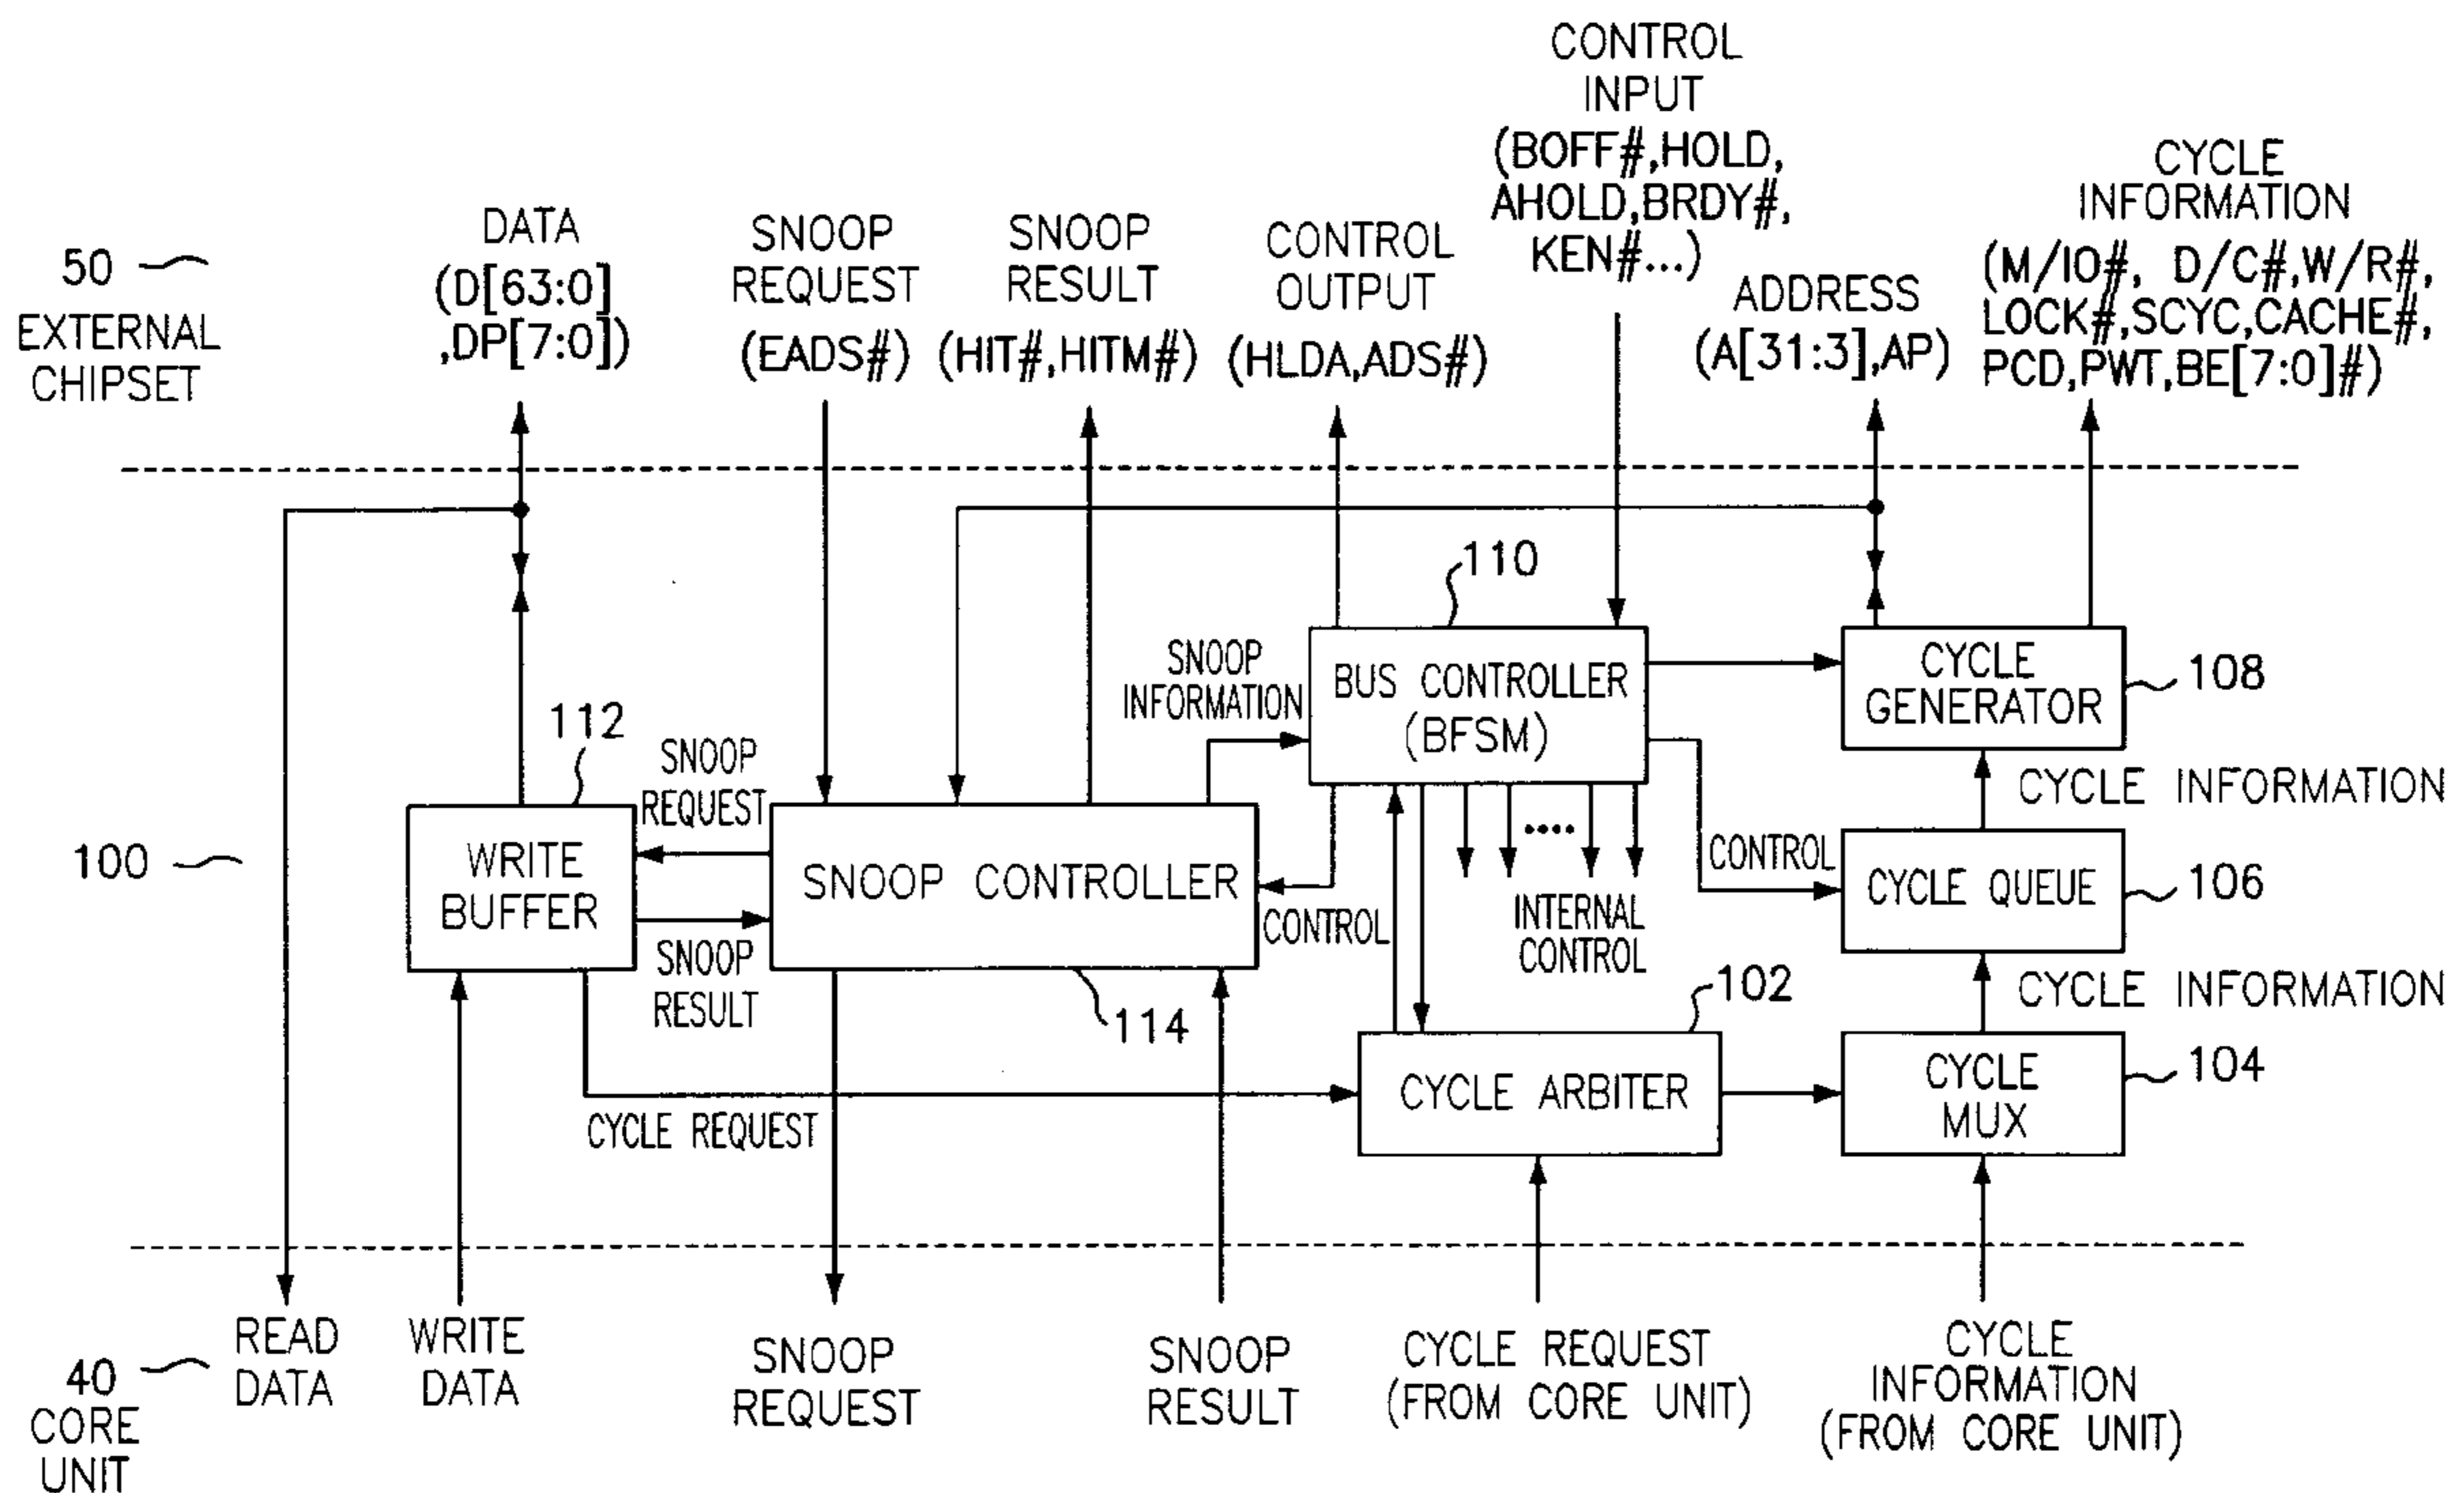 CONTROL
INPUT
(BOFF#,HOLD,
AHOLD,BRDY#,
KEN#...)
CYCLE
INFORMATION
(M/IO#, D/C#,W/R#,
LOCK#,SCYC,CACHE#,
PCD,PWT,BE[7:0]#)
50
EXTERNAL
CHIPSET
DATA
(D[63:0]
,DP[7:0])
SNOOP
REQUEST
(EADS#)
SNOOP
RESULT
(HIT#,HITM#)
CONTROL
OUTPUT
(HLDA,ADS#)
ADDRESS
(A[31:3],AP)
110
SNOOP
INFORMATION
BUS CONTROLLER
(BFSM)
CYCLE
GENERATOR
108
112
SNOOP
REQUEST
CYCLE INFORMATION
100
WRITE
BUFFER
SNOOP CONTROLLER
....
CONTROL
CYCLE QUEUE
106
SNOOP
RESULT
CONTROL
INTERNAL
CONTROL
CYCLE INFORMATION
114
102
CYCLE ARBITER
CYCLE
MUX
104
CYCLE REQUEST
40
CORE
UNIT
READ
DATA
WRITE
DATA
SNOOP
REQUEST
SNOOP
RESULT
CYCLE REQUEST
(FROM CORE UNIT)
CYCLE
INFORMATION
(FROM CORE UNIT)